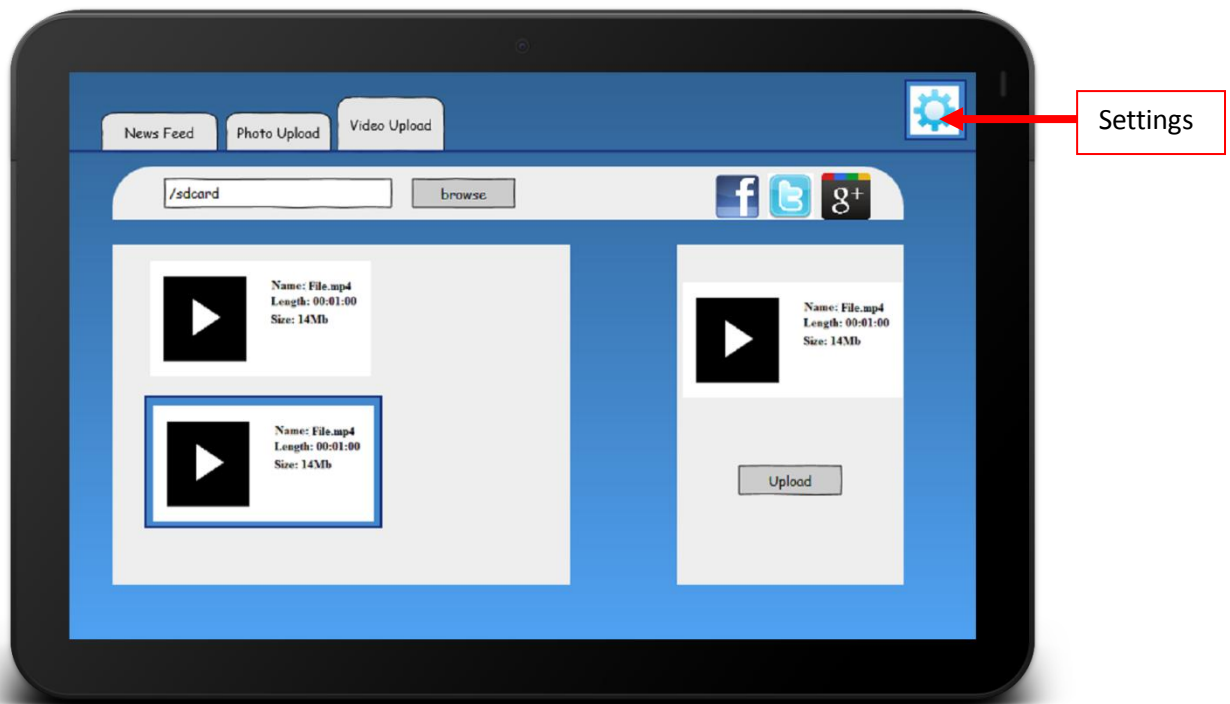 News Feed
Photo Upload
Video Upload
Settings
/sdcard
browse
f
g+
Name: File.mp4
Length: 00:01:00
Size: 14Mb
Name: File.mp4
Length: 00:01:00
Size: 14Mb
Name: File.mp4
Length: 00:01:00
Size: 14Mb
Upload